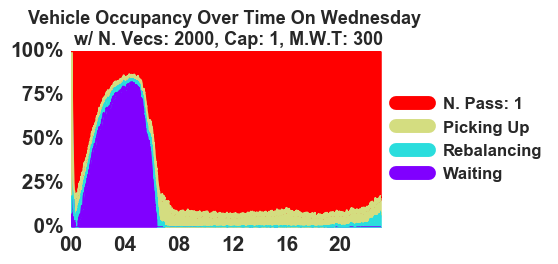 Vehicle Occupancy Over Time On Wednesday
w/ N. Vecs: 2000, Cap: 1, M.W.T: 300
100%
75%
50%
25%
0%
00 04 08 12 16 20
N. Pass: 1
Picking Up
Rebalancing
Waiting